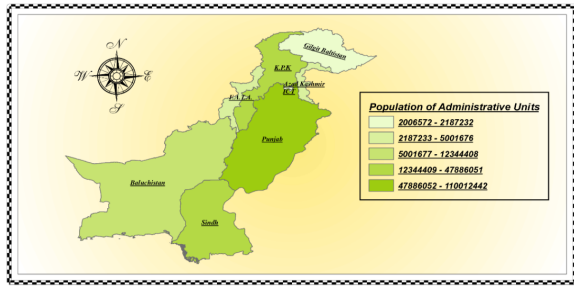 N
W
E
S
Gilgit Baltistan
K.P.K.
Azad Kashmir
F.A.T.A.
ICT
Punjab
Baluchistan
Sindh
Population of Administrative Units
2006572 - 2187232
2187233 - 5001676
5001677 - 12344408
12344409 - 47886051
47886052 - 110012442